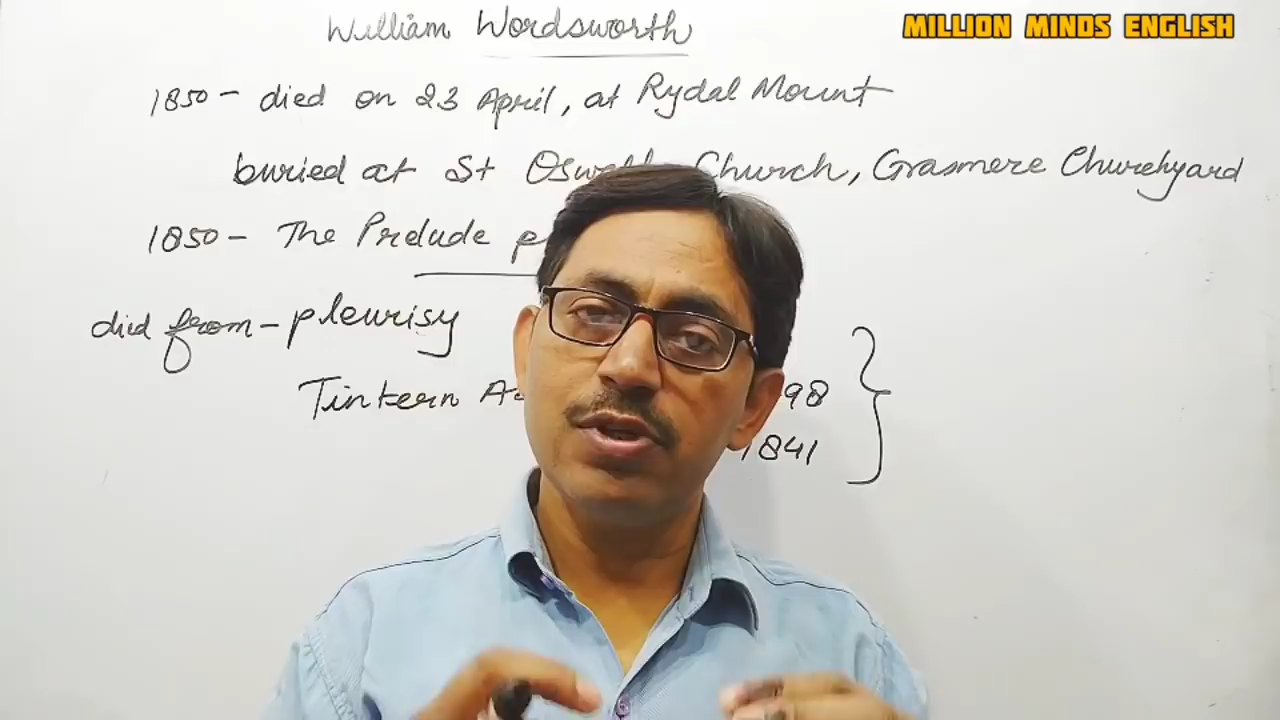 William Wordsworth
MILLION MINDS ENGLISH
1850 - died on 23 April, at Rydal Mount
buried at St Church, Grasmere Churchyard
1850 - The Prelude
died from - pleurisy
Tintern 98
1841